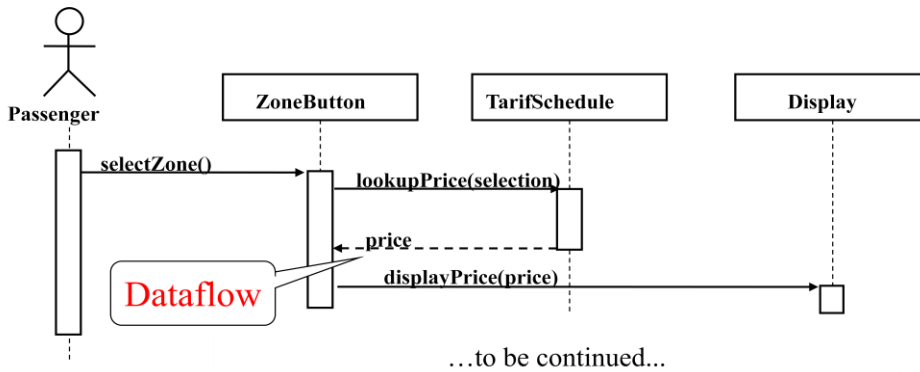 ZoneButton
TarifSchedule
Display
Passenger
selectZone()
lookupPrice(selection)
price
Dataflow
displayPrice(price)
…to be continued...